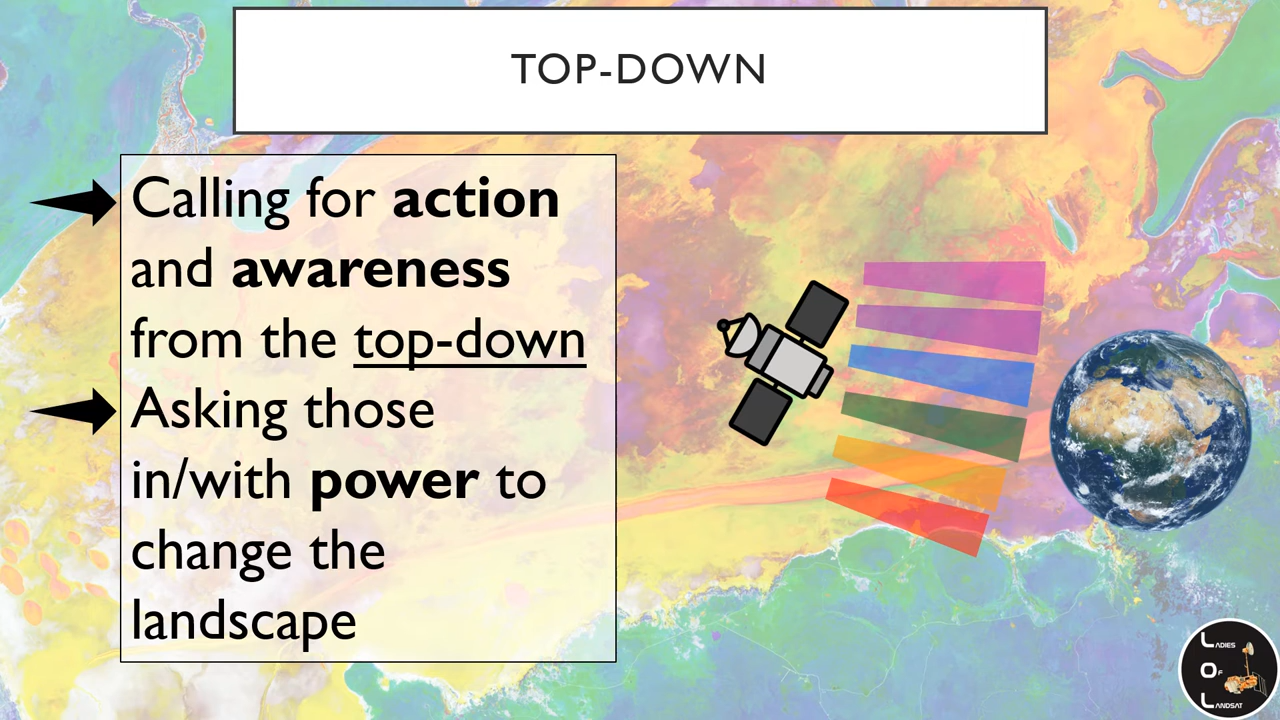 TOP-DOWN
Calling for action
and awareness
from the top-down
Asking those
in/with power to
change the
landscape
LADIES
OF
LANDSAT